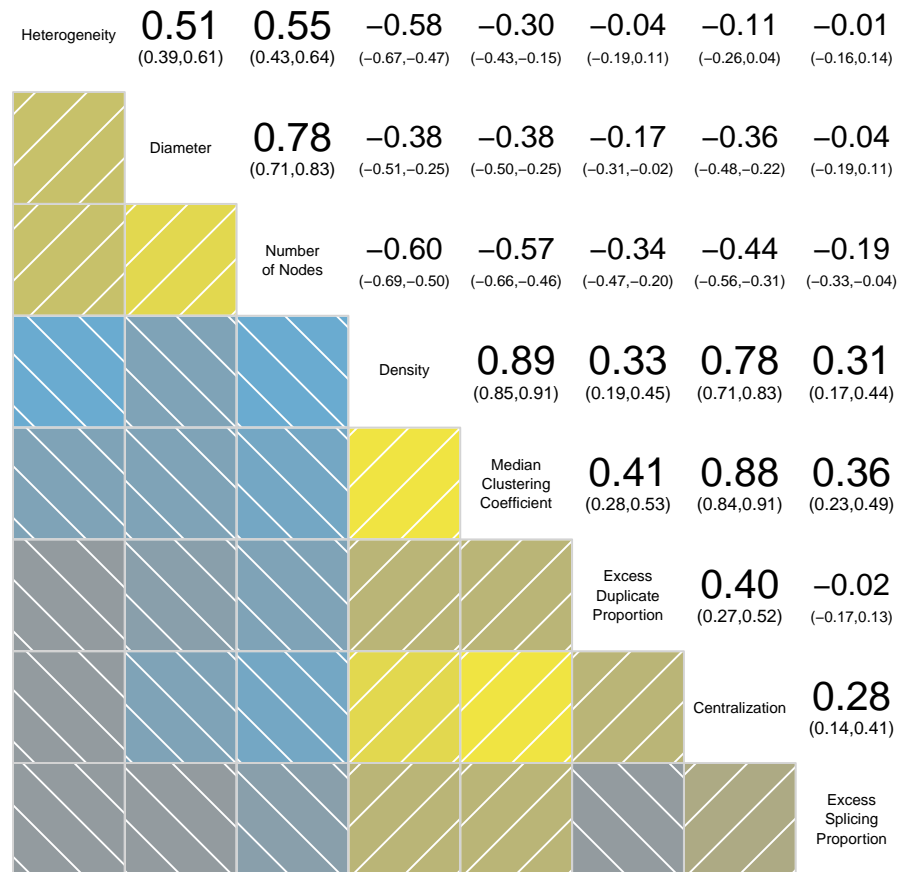 Heterogeneity 0.51 0.55 −0.58 −0.30 −0.04 −0.11 −0.01
(0.39,0.61) (0.43,0.64) (−0.67,−0.47) (−0.43,−0.15) (−0.19,0.11) (−0.26,0.04) (−0.16,0.14)
Diameter 0.78 −0.38 −0.38 −0.17 −0.36 −0.04
(0.71,0.83) (−0.51,−0.25) (−0.50,−0.25) (−0.31,−0.02) (−0.48,−0.22) (−0.19,0.11)
Number
of Nodes
−0.60 −0.57 −0.34 −0.44 −0.19
(−0.69,−0.50) (−0.66,−0.46) (−0.47,−0.20) (−0.56,−0.31) (−0.33,−0.04)
Density 0.89 0.33 0.78 0.31
(0.85,0.91) (0.19,0.45) (0.71,0.83) (0.17,0.44)
Median
Clustering
Coefficient
0.41 0.88 0.36
(0.28,0.53) (0.84,0.91) (0.23,0.49)
Excess
Duplicate
Proportion
0.40 −0.02
(0.27,0.52) (−0.17,0.13)
Centralization 0.28
(0.14,0.41)
Excess
Splicing
Proportion